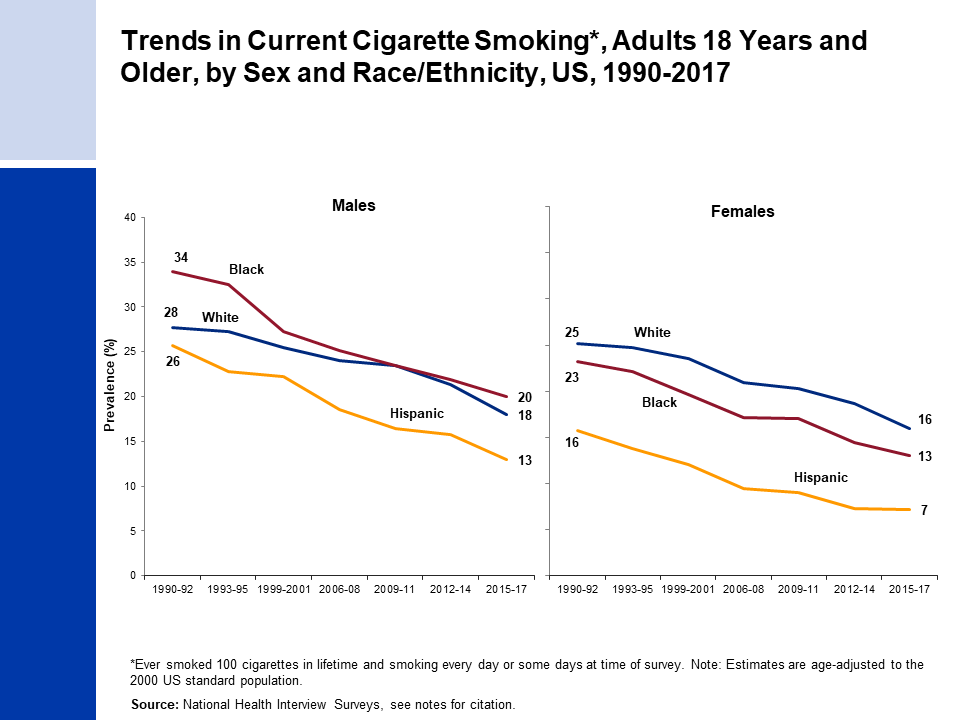 Trends in Current Cigarette Smoking*, Adults 18 Years and
Older, by Sex and Race/Ethnicity, US, 1990-2017
Males
Prevalence (%)
40
35
30
25
20
15
10
5
0
34
Black
28
White
26
Hispanic
20
18
13
1990-92 1993-95 1999-2001 2006-08 2009-11 2012-14 2015-17
Females
25
White
23
Black
16
Hispanic
16
13
7
1990-92 1993-95 1999-2001 2006-08 2009-11 2012-14 2015-17
*Ever smoked 100 cigarettes in lifetime and smoking every day or some days at time of survey. Note: Estimates are age-adjusted to the
2000 US standard population.
Source: National Health Interview Surveys, see notes for citation.